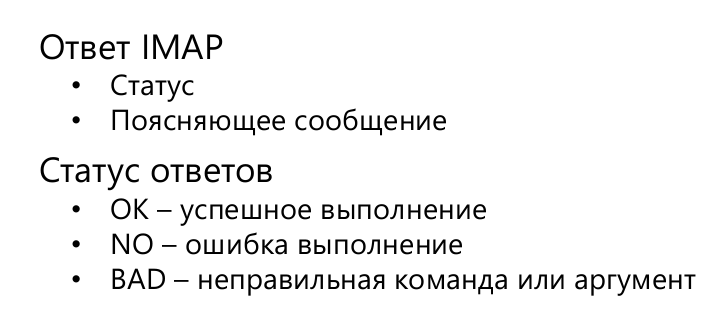 Ответ IMAP
• Статус
• Поясняющее сообщение
Статус ответов
• OK – успешное выполнение
• NO – ошибка выполнение
• BAD – неправильная команда или аргумент